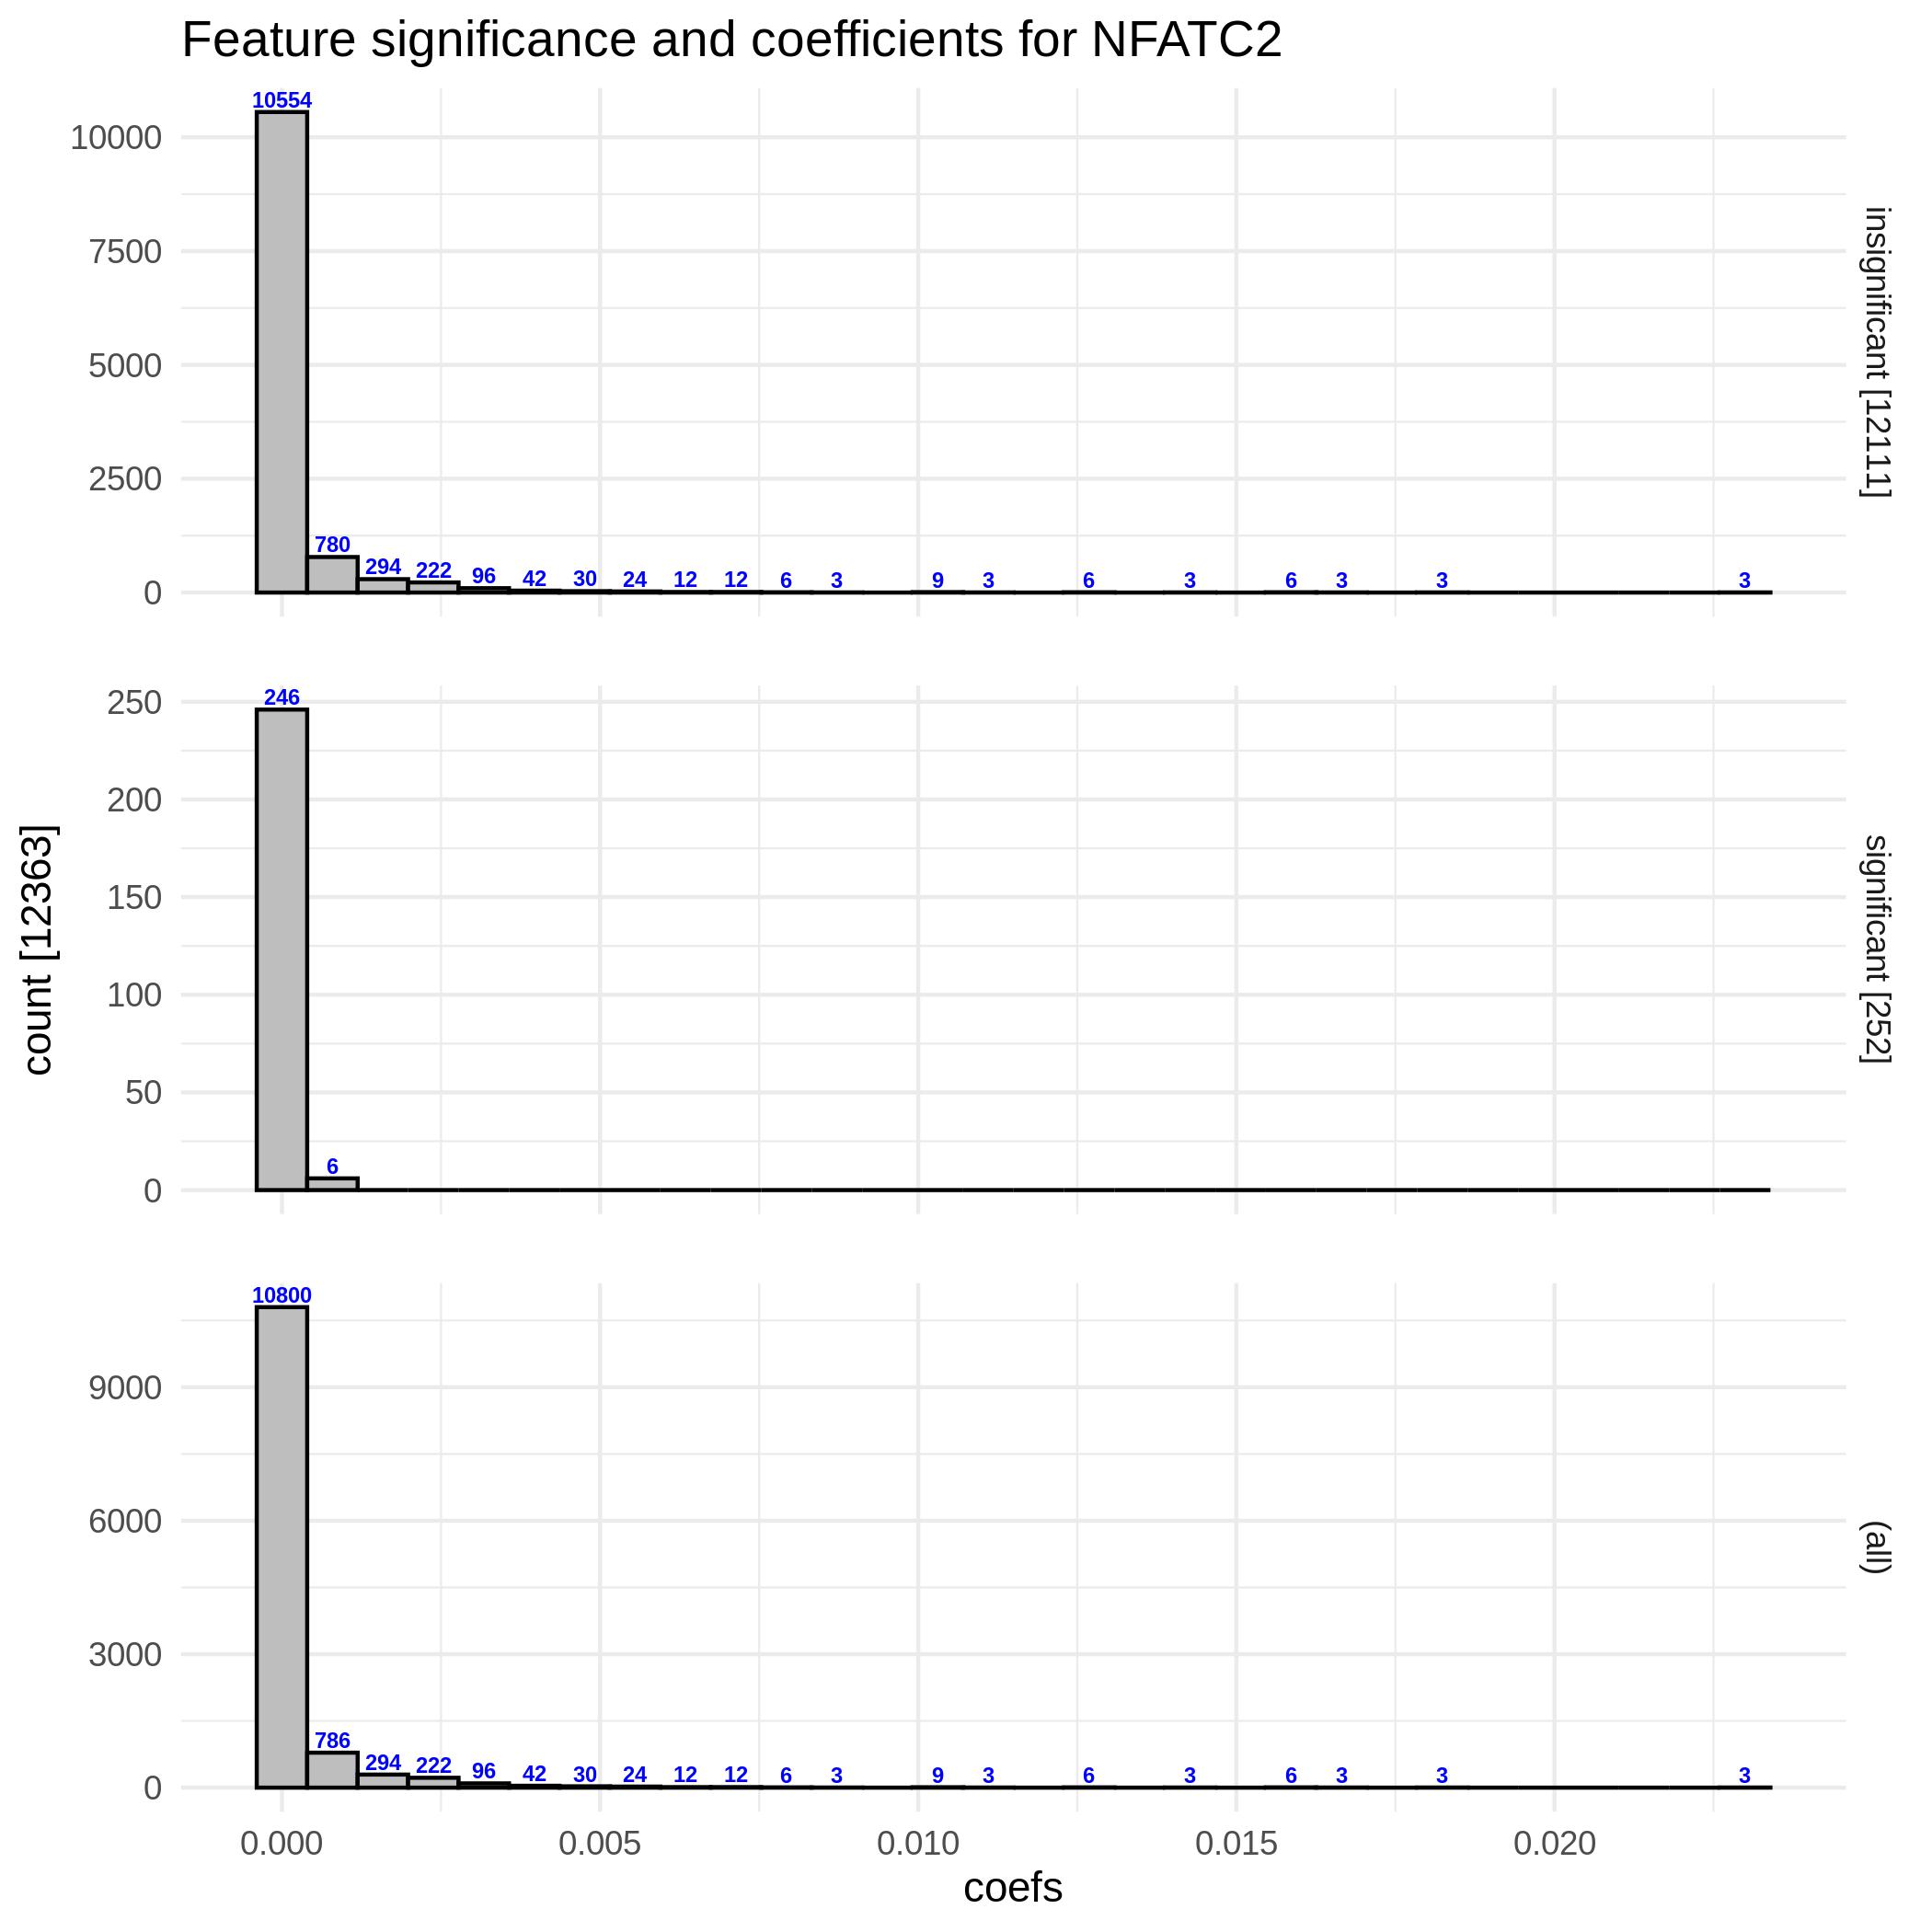 Feature significance and coefficients for NFATC2
10554
10000
7500
5000
2500
0
780
294 222 96 42 30 24 12 12 6 3 9 3 6 3 6 3 3 3
insignificant [12111]
246
250
200
150
100
50
0
6
significant [252]
count [12363]
10800
9000
6000
3000
0
786
294 222 96 42 30 24 12 12 6 3 9 3 6 3 6 3 3 3
(all)
0.000 0.005 0.010 0.015 0.020
coefs